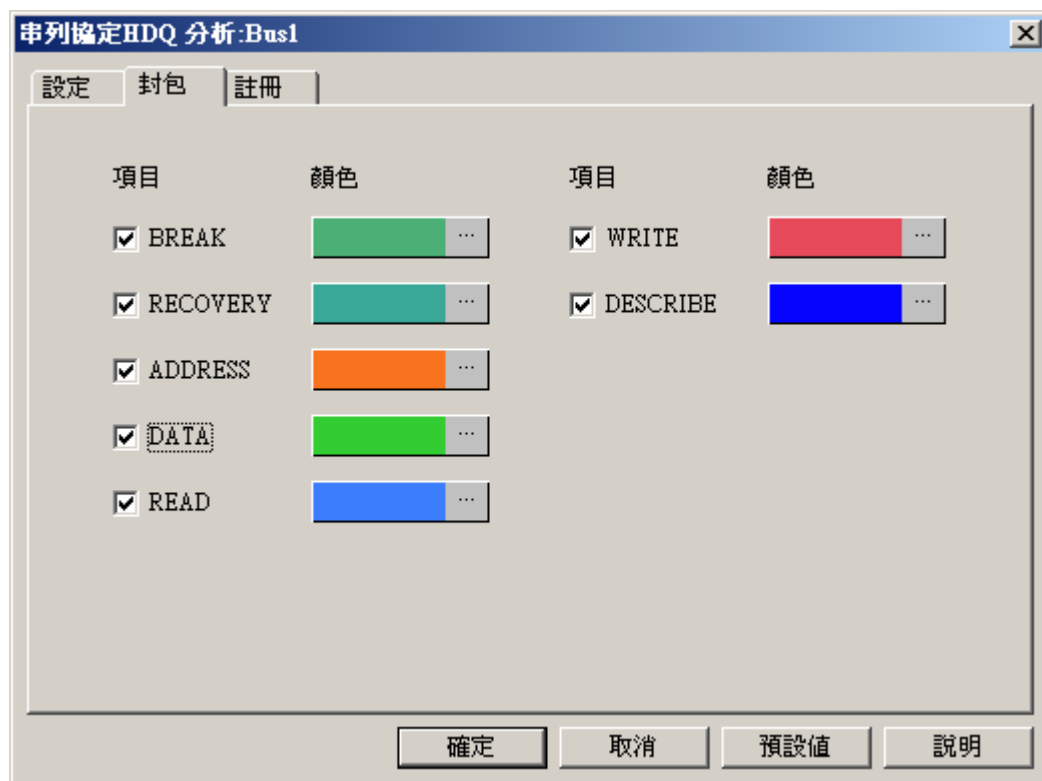 串列協定HDQ 分析:Bus1
設定 封包 註冊
項目 顏色 項目 顏色
BREAK ... WRITE ...
RECOVERY ... DESCRIBE ...
ADDRESS ...
DATA ...
READ ...
確定 取消 預設值 說明